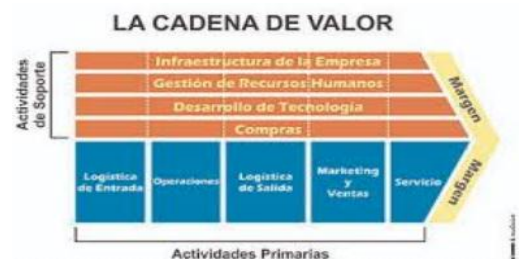 LA CADENA DE VALOR
Actividades
de Soporte
Infraestructura de la Empresa
Gestión de Recursos Humanos
Desarrollo de Tecnología
Compras
Margen
Logística
de Entrada
Operaciones
Logística
de Salida
Marketing
y
Ventas
Servicio
Margen
Actividades Primarias